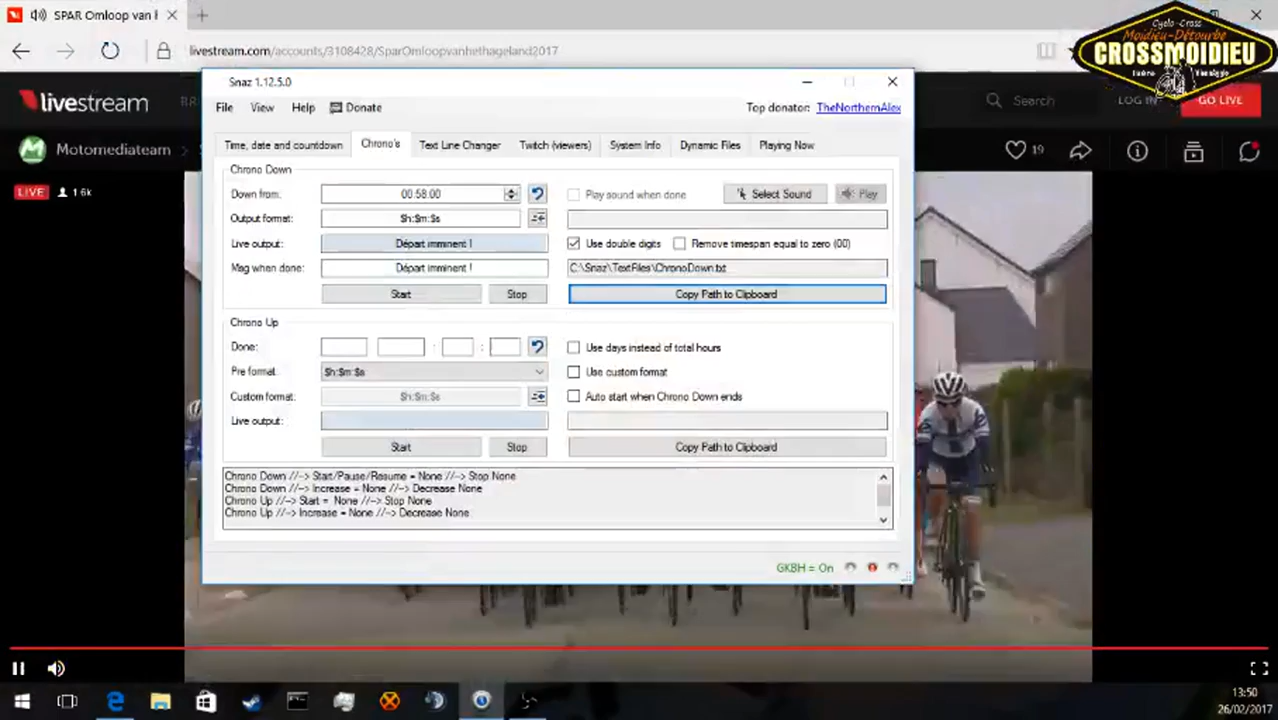 SPAR Omloop van h
livestream.com/accounts/3108428/SparOmloopvanhethageland2017
Cyclo-Cross
Moidieu-Détourbe
CROSSMOIDIEU
livestream
Search
LOG IN
GO LIVE
Motomediateam
19
LIVE
1.6k
Snaz 1.12.5.0
File View Help Donate
Top donator: TheNorthernAlex
Time, date and countdown Chrono's Text Line Changer Twitch (viewers) System Info Dynamic Files Playing Now
Chrono Down
Down from: 00:58:00 Play sound when done Select Sound Play
Output format: $h:$m:$s
Live output: Départ imminent ! Use double digits Remove timespan equal to zero (00)
Msg when done: Départ imminent ! C:\Snaz\TextFiles\ChronoDown.txt
Start Stop Copy Path to Clipboard
Chrono Up
Done: : : Use days instead of total hours
Pre format: $h:$m:$s Use custom format
Custom format: $h:$m:$s Auto start when Chrono Down ends
Live output:
Start Stop Copy Path to Clipboard
Chrono Down //--> Start/Pause/Resume = None //--> Stop None
Chrono Down //--> Increase = None //--> Decrease None
Chrono Up //--> Start = None //--> Stop None
Chrono Up //--> Increase = None //--> Decrease None
GKBH = On
13:50
26/02/2017